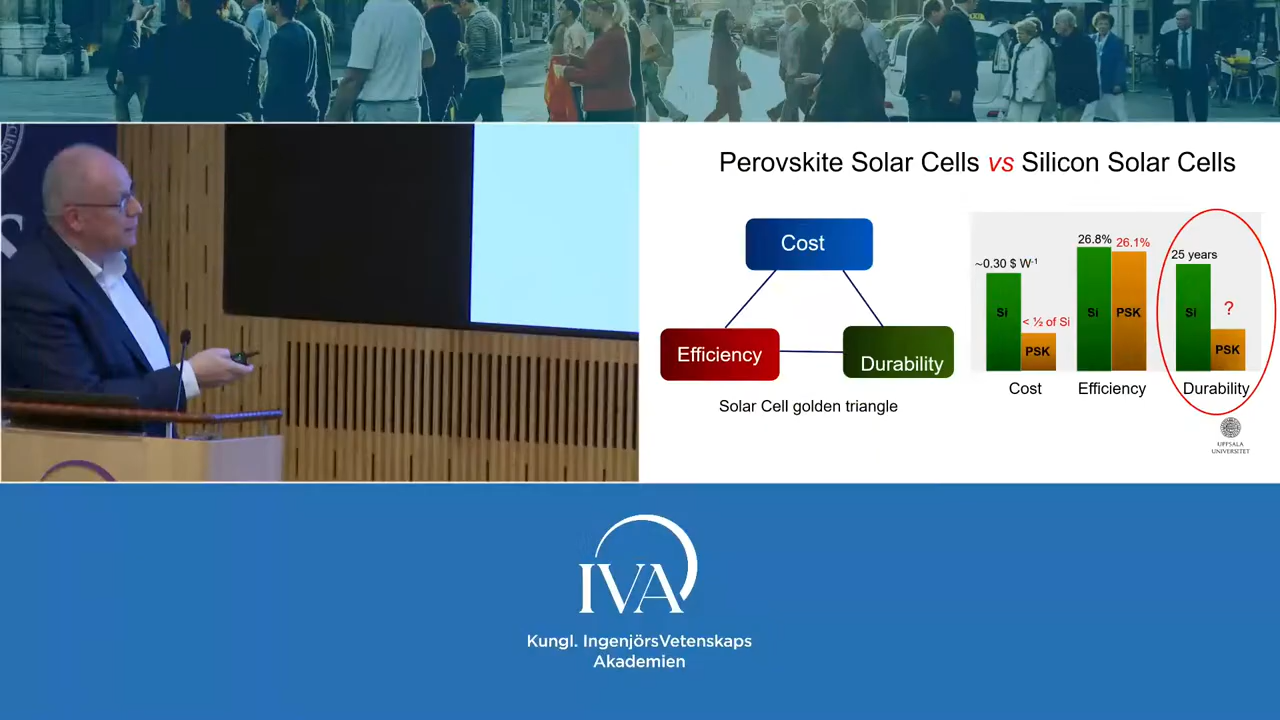 Perovskite Solar Cells vs Silicon Solar Cells
Cost
Efficiency
Durability
Solar Cell golden triangle
~0.30 $ W⁻¹
Si
< ½ of Si
PSK
Cost
26.8%
26.1%
Si
PSK
Efficiency
25 years
Si
?
PSK
Durability
UPPSALA
UNIVERSITET
IVA
Kungl. IngenjörsVetenskaps
Akademien